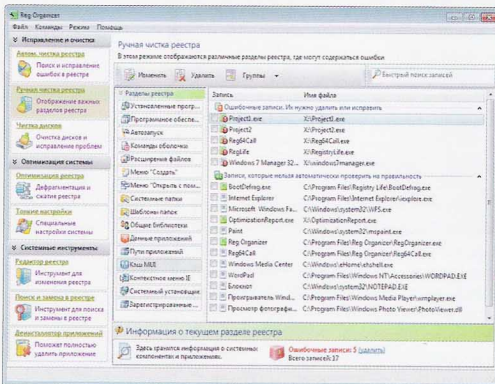 Reg Organizer
Файл Команды Режим Помощь
Исправление и очистка
Автом. чистка реестра
Поиск и исправление ошибок в реестре
Ручная чистка реестра
Отображение важных разделов реестра
Чистка дисков
Очистка дисков и исправление проблем
Оптимизация системы
Оптимизация реестра
Дефрагментация и сжатие реестра
Тонкие настройки
Специальные настройки системы
Системные инструменты
Редактор реестра
Инструмент для изменения реестра
Поиск и замена в реестре
Инструмент для поиска и замены в реестре
Деинсталлятор приложений
Поможет полностью удалить приложение
Ручная чистка реестра
В этом режиме отображаются различные разделы реестра, где могут содержаться ошибки
Изменить Удалить Группы Быстрый поиск записей
Разделы реестра
Установленные прогр...
Програмное обеспе...
Автозапуск
Команды оболочки
Расширения файлов
Меню "Создать"
Меню "Открыть с пом...
Системные папки
Шаблоны папок
Общие библиотеки
Данные приложений
Пути приложений
Кэш MUI
Контекстное меню IE
Системный установщик
Зарегистрированные ...
Запись Имя файла
Ошибочные записи. Их нужно удалить или исправить
Project1.exe X:\Project1.exe
Project2 X:\Project2.exe
Reg64Call X:\Reg64Call.exe
RegLife X:\RegistryLife.exe
Windows 7 Manager 32... X:\windows7manager.exe
Записи, которые нельзя автоматически проверить на правильность
BootDefrag.exe C:\Program Files\Registry Life\BootDefrag.exe
Internet Explorer C:\Program Files\Internet Explorer\iexplore.exe
Microsoft Windows Fa... C:\Windows\system32\WFS.exe
OptimizationReport.exe X:\OptimizationReport.exe
Paint C:\Windows\system32\mspaint.exe
Reg Organizer C:\Program Files\Reg Organizer\RegOrganizer.exe
Reg64Call C:\Program Files\Reg Organizer\Reg64Call.exe
Windows Media Center C:\Windows\eHome\ehshell.exe
WordPad C:\Program Files\Windows NT\Accessories\WORDPAD.EXE
Блокнот C:\Windows\system32\NOTEPAD.EXE
Проигрыватель Wind... C:\Program Files\Windows Media Player\wmplayer.exe
Просмотр фотографи... C:\Program Files\Windows Photo Viewer\PhotoViewer.dll
Информация о текущем разделе реестра
Здесь хранится информация о системных компонентах и приложениях.
Ошибочные записи: 5 (удалить)
Всего записей: 37